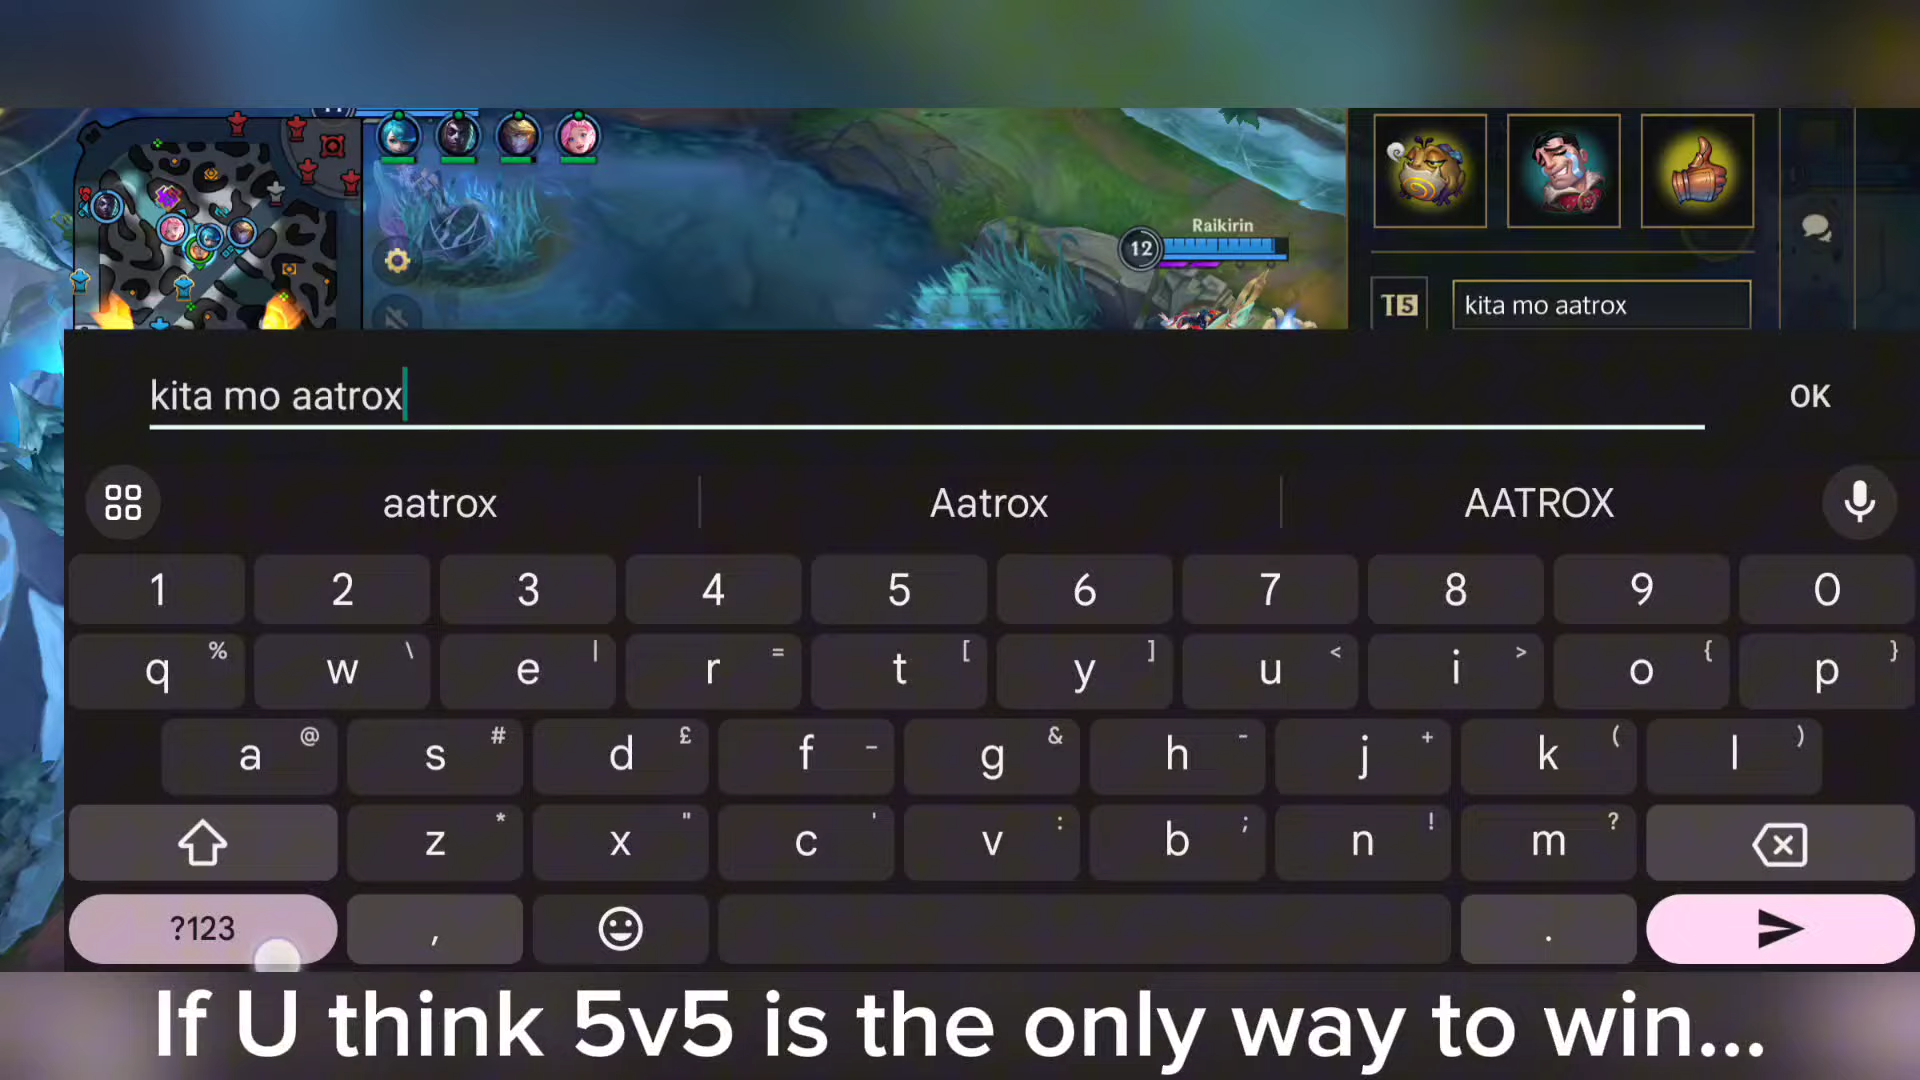 Raikirin
12
T5
kita mo aatrox
kita mo aatrox
OK
aatrox Aatrox AATROX
1 2 3 4 5 6 7 8 9 0
q % w \ e | r = t [ y ] u < i > o { p }
a @ s # d £ f _ g & h - j + k ( l )
z * x " c ' v : b ; n ! m ?
?123 , .
If U think 5v5 is the only way to win...